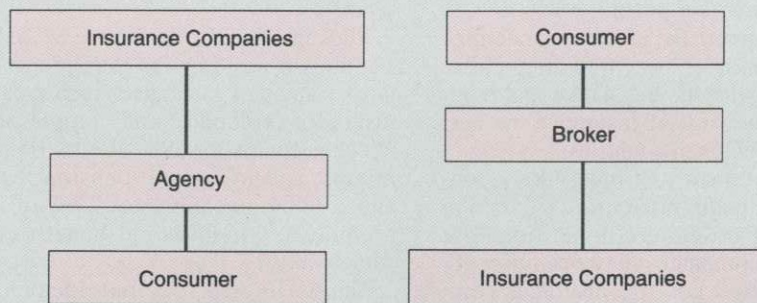 Insurance Companies
Agency
Consumer
Consumer
Broker
Insurance Companies